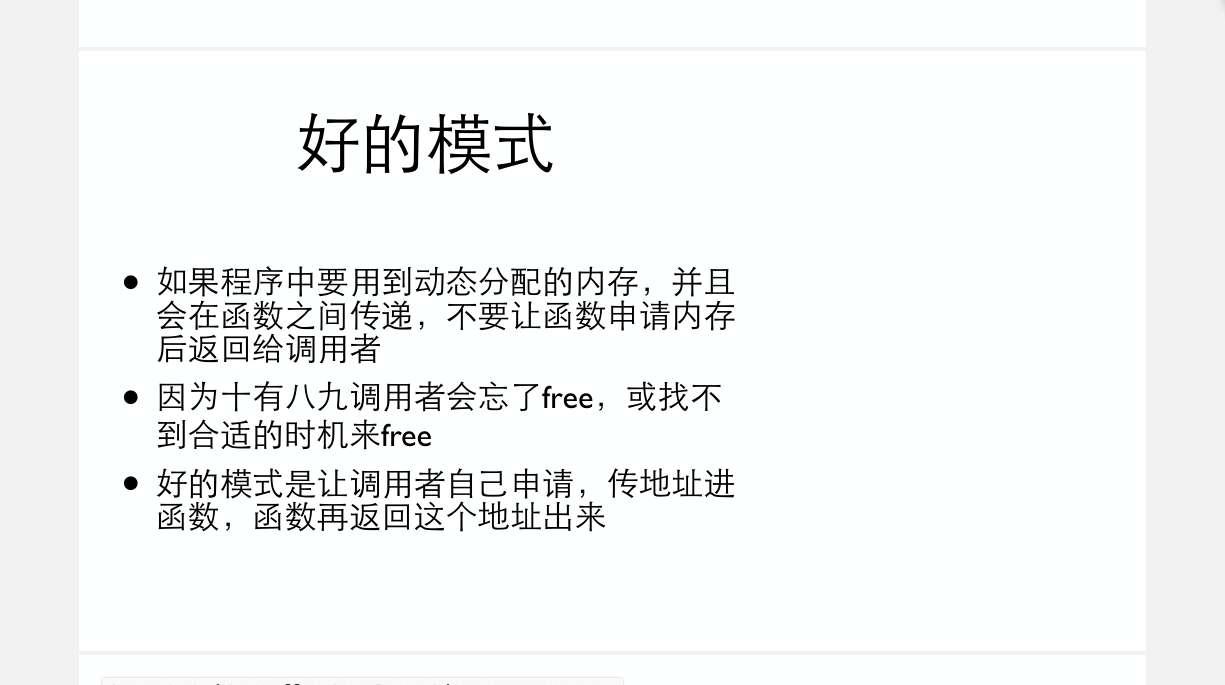 好的模式
● 如果程序中要用到动态分配的内存，并且
会在函数之间传递，不要让函数申请内存
后返回给调用者
● 因为十有八九调用者会忘了free，或找不
到合适的时机来free
● 好的模式是让调用者自己申请，传地址进
函数，函数再返回这个地址出来